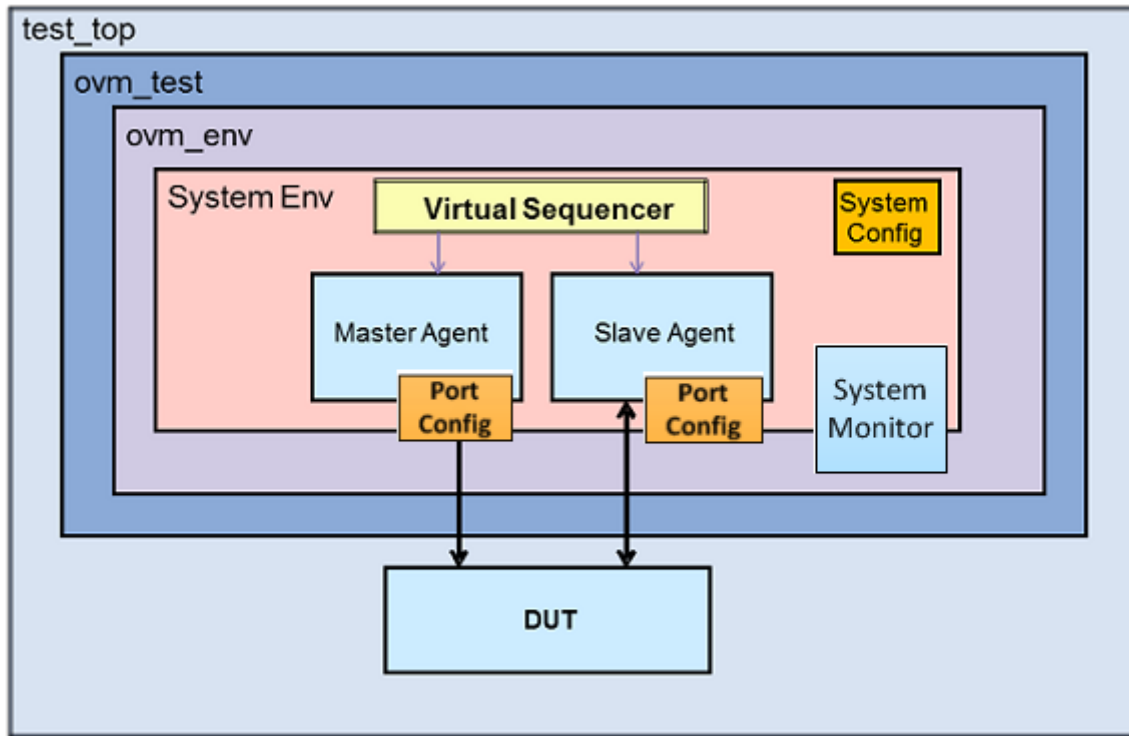 test_top
ovm_test
ovm_env
System Env
Virtual Sequencer
System
Config
Master Agent
Slave Agent
Port
Config
Port
Config
System
Monitor
DUT